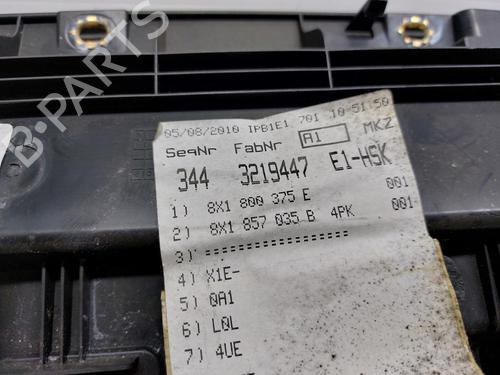 05/08/2010 IPB1E1 701 10-51.50
SeqNr FabNr A1 MKZ
344 3219447 E1-HSK
1) 8X1 800 375 E 001
2) 8X1 857 035 B 4PK 001-
3)
4) X1E-
5) 0A1
6) L0L
7) 4UE
B-PARTS